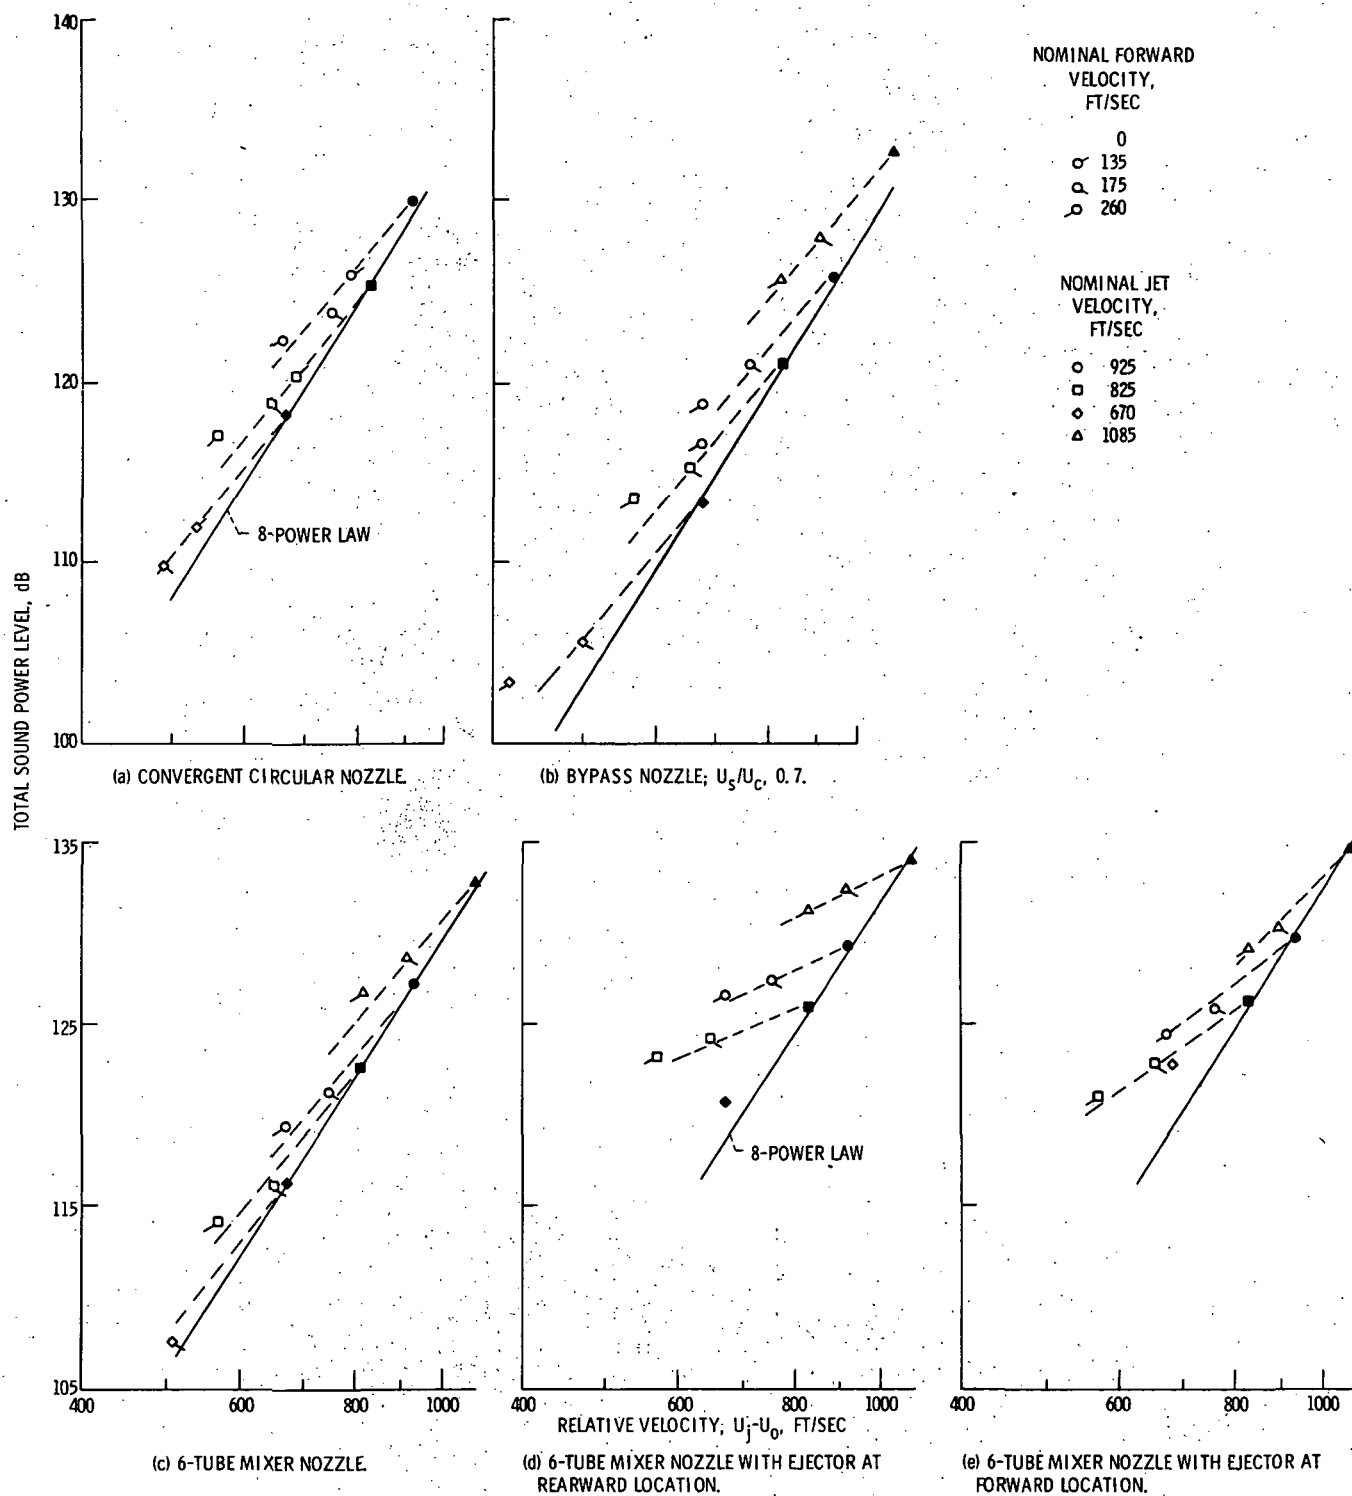 140
130
120
110
100
TOTAL SOUND POWER LEVEL, dB
8-POWER LAW
(a) CONVERGENT CIRCULAR NOZZLE.
(b) BYPASS NOZZLE; Us/Uc, 0.7.
NOMINAL FORWARD
VELOCITY,
FT/SEC
0
135
175
260
NOMINAL JET
VELOCITY,
FT/SEC
925
825
670
1085
135
125
115
105
400 600 800 1000
(c) 6-TUBE MIXER NOZZLE.
8-POWER LAW
400 600 800 1000
RELATIVE VELOCITY; Uj-Uo, FT/SEC
(d) 6-TUBE MIXER NOZZLE WITH EJECTOR AT
REARWARD LOCATION.
400 600 800 1000
(e) 6-TUBE MIXER NOZZLE WITH EJECTOR AT
FORWARD LOCATION.